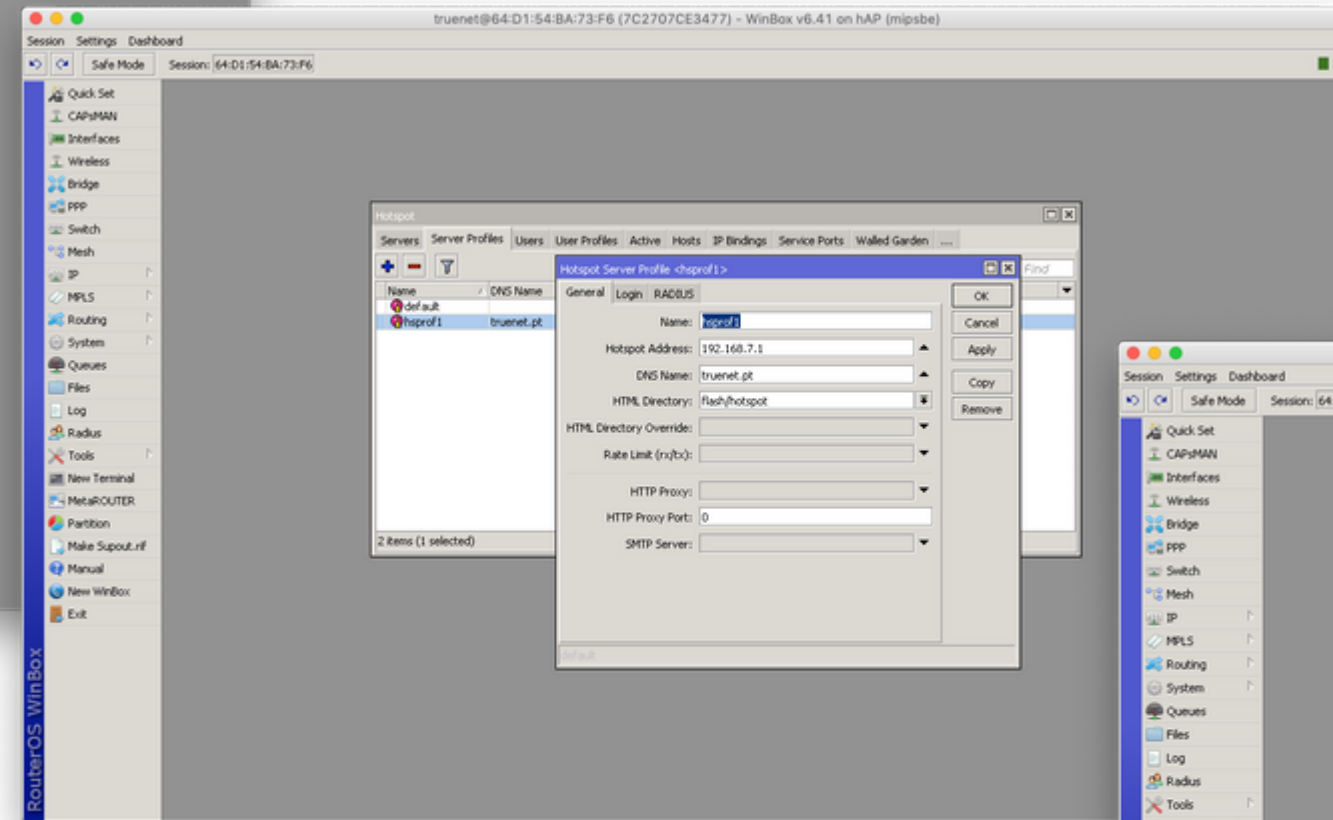 truenet@64:D1:54:BA:73:F6 (7C2707CE3477) - WinBox v6.41 on hAP (mipsbe)
Session Settings Dashboard
Safe Mode Session: 64:D1:54:BA:73:F6
Quick Set
CAPsMAN
Interfaces
Wireless
Bridge
PPP
Switch
Mesh
IP
MPLS
Routing
System
Queues
Files
Log
Radius
Tools
New Terminal
MetaROUTER
Partition
Make Supout.rif
Manual
New WinBox
Exit
RouterOS WinBox
Hotspot
Servers Server Profiles Users User Profiles Active Hosts IP Bindings Service Ports Walled Garden ....
Find
Name DNS Name
default
hsprof1 truenet.pt
2 items (1 selected)
Hotspot Server Profile <hsprof1>
General Login RADIUS
Name: hsprof1
Hotspot Address: 192.168.7.1
DNS Name: truenet.pt
HTML Directory: flash/hotspot
HTML Directory Override:
Rate Limit (rx/tx):
HTTP Proxy:
HTTP Proxy Port: 0
SMTP Server:
OK
Cancel
Apply
Copy
Remove
default
Session Settings Dashboard
Safe Mode Session: 64
Quick Set
CAPsMAN
Interfaces
Wireless
Bridge
PPP
Switch
Mesh
IP
MPLS
Routing
System
Queues
Files
Log
Radius
Tools